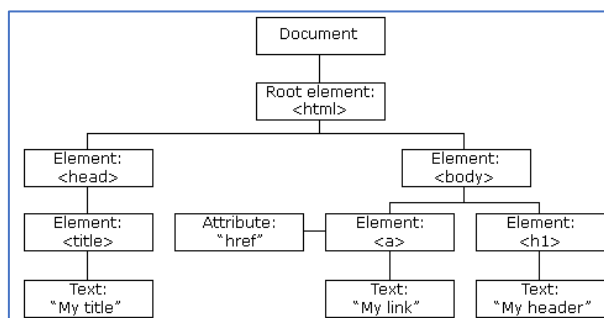 Document
Root element:
<html>
Element:
<head>
Element:
<body>
Element:
<title>
Attribute:
"href"
Element:
<a>
Element:
<h1>
Text:
"My title"
Text:
"My link"
Text:
"My header"